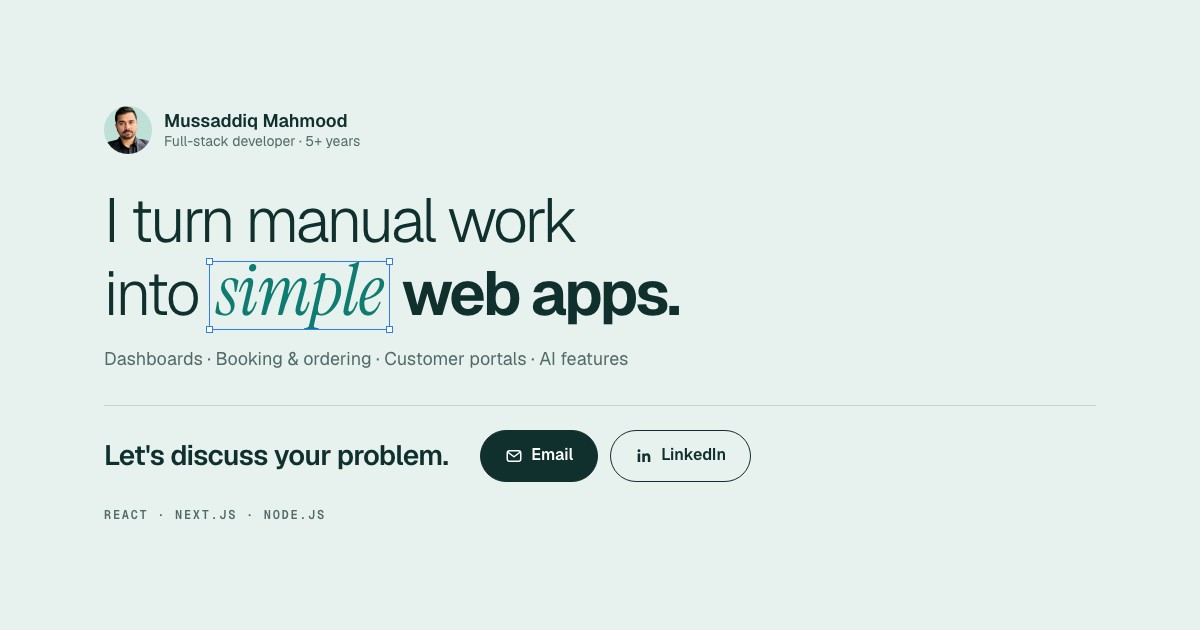 Mussaddiq Mahmood
Full-stack developer · 5+ years
I turn manual work
into simple web apps.
Dashboards · Booking & ordering · Customer portals · AI features
Let's discuss your problem.
Email
in LinkedIn
REACT · NEXT.JS · NODE.JS